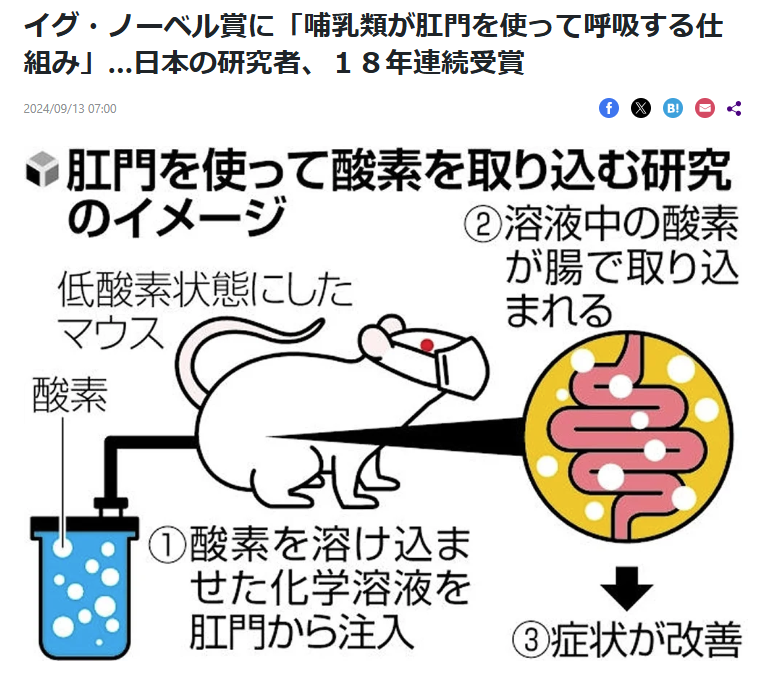 イグ・ノーベル賞に「哺乳類が肛門を使って呼吸する仕
組み」…日本の研究者、１８年連続受賞
2024/09/13 07:00
f
X
B!
肛門を使って酸素を取り込む研究
のイメージ
②溶液中の酸素
が腸で取り込
まれる
低酸素状態にした
マウス
酸素
①酸素を溶け込ま
せた化学溶液を
肛門から注入
③症状が改善